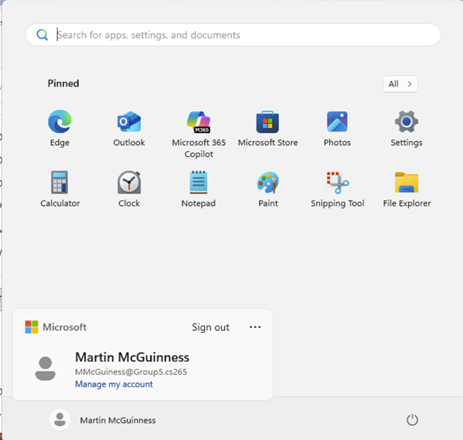 Search for apps, settings, and documents
Pinned
All >
Edge
Outlook
M365
Microsoft 365
Copilot
Microsoft Store
Photos
Settings
Calculator
Clock
Notepad
Paint
Snipping Tool
File Explorer
Microsoft
Sign out
...
Martin McGuinness
MMcGuiness@Group5.cs265
Manage my account
Martin McGuinness